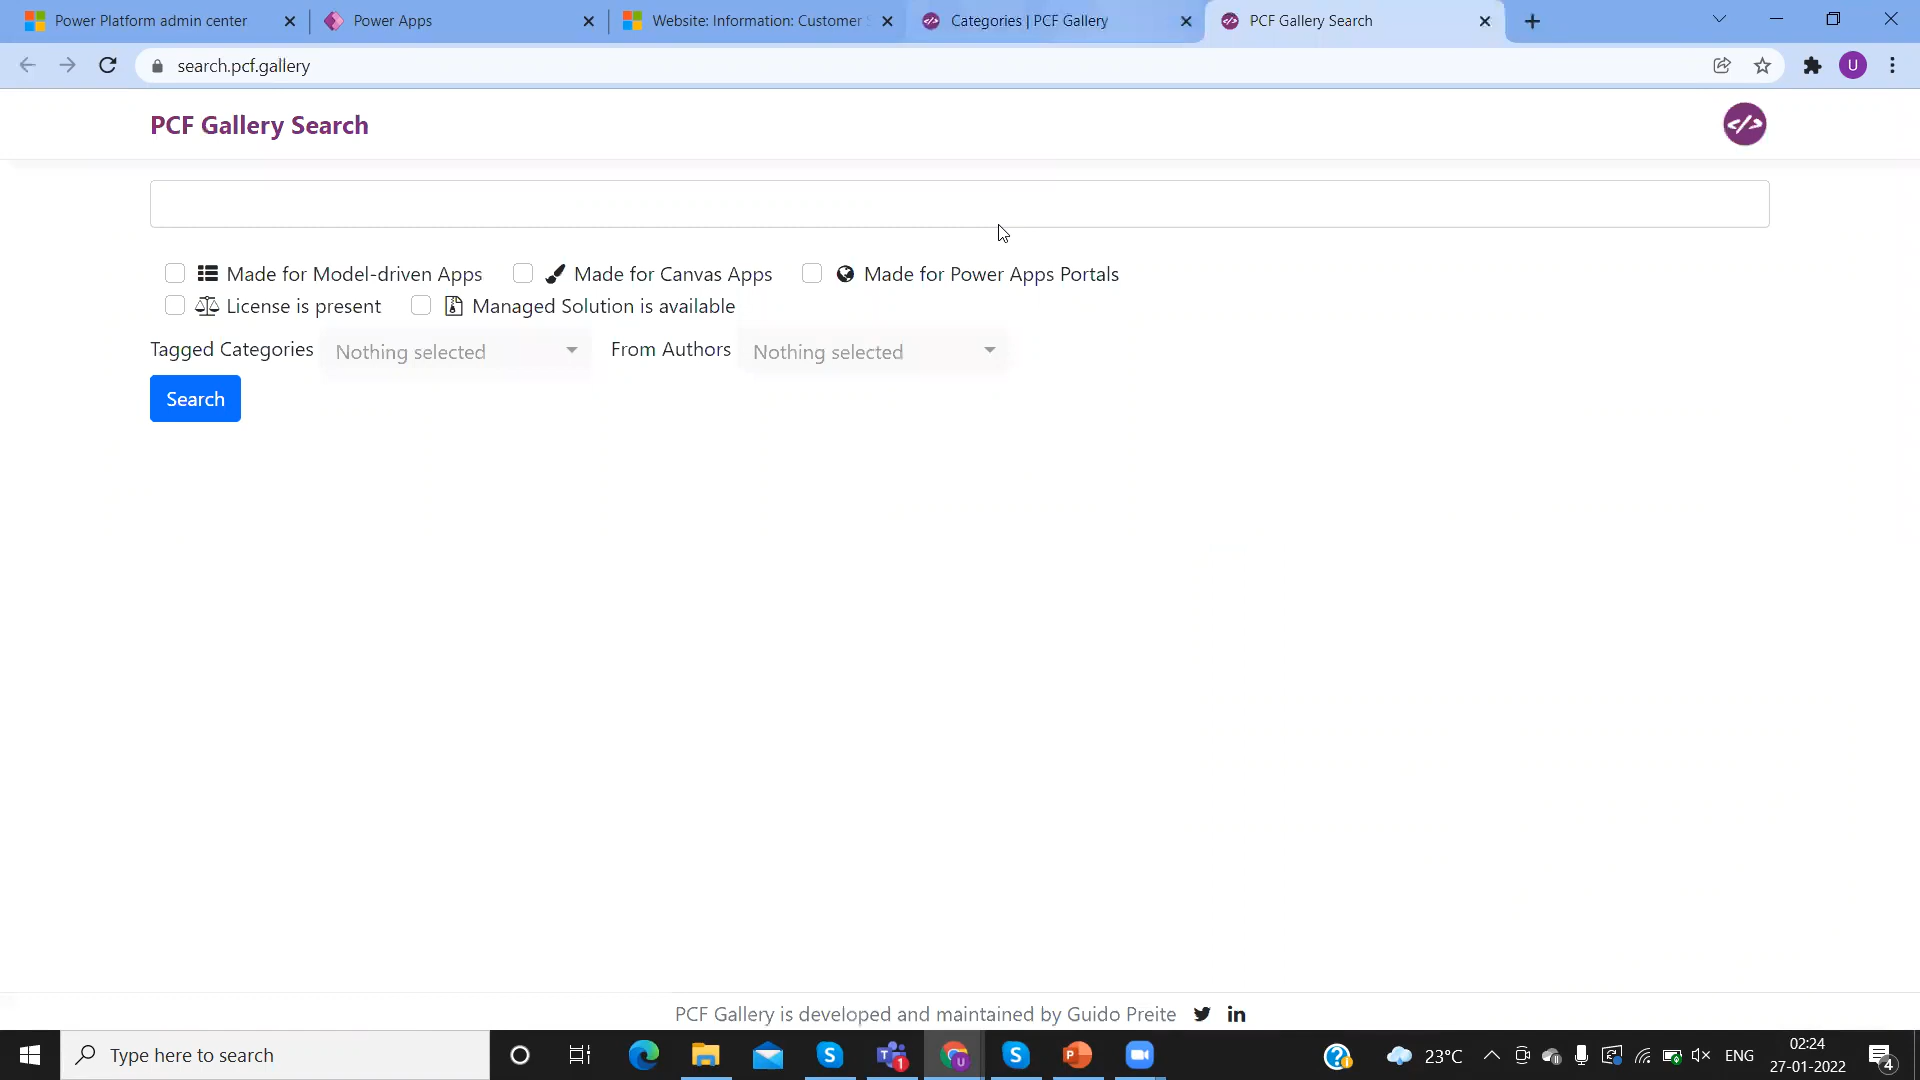 Power Platform admin center
Power Apps
Website: Information: Customer S
Categories | PCF Gallery
PCF Gallery Search
search.pcf.gallery
U
PCF Gallery Search
Made for Model-driven Apps
Made for Canvas Apps
Made for Power Apps Portals
License is present
Managed Solution is available
Tagged Categories
Nothing selected
From Authors
Nothing selected
Search
PCF Gallery is developed and maintained by Guido Preite
Type here to search
1
23°C
ENG
02:24
27-01-2022
4